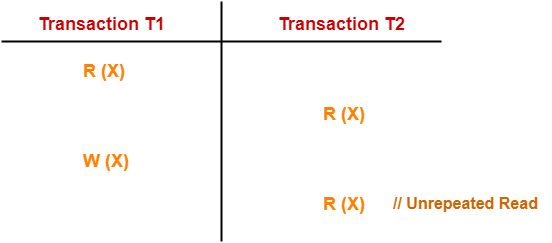 Transaction T1 Transaction T2
R (X)
R (X)
W (X)
R (X) // Unrepeated Read